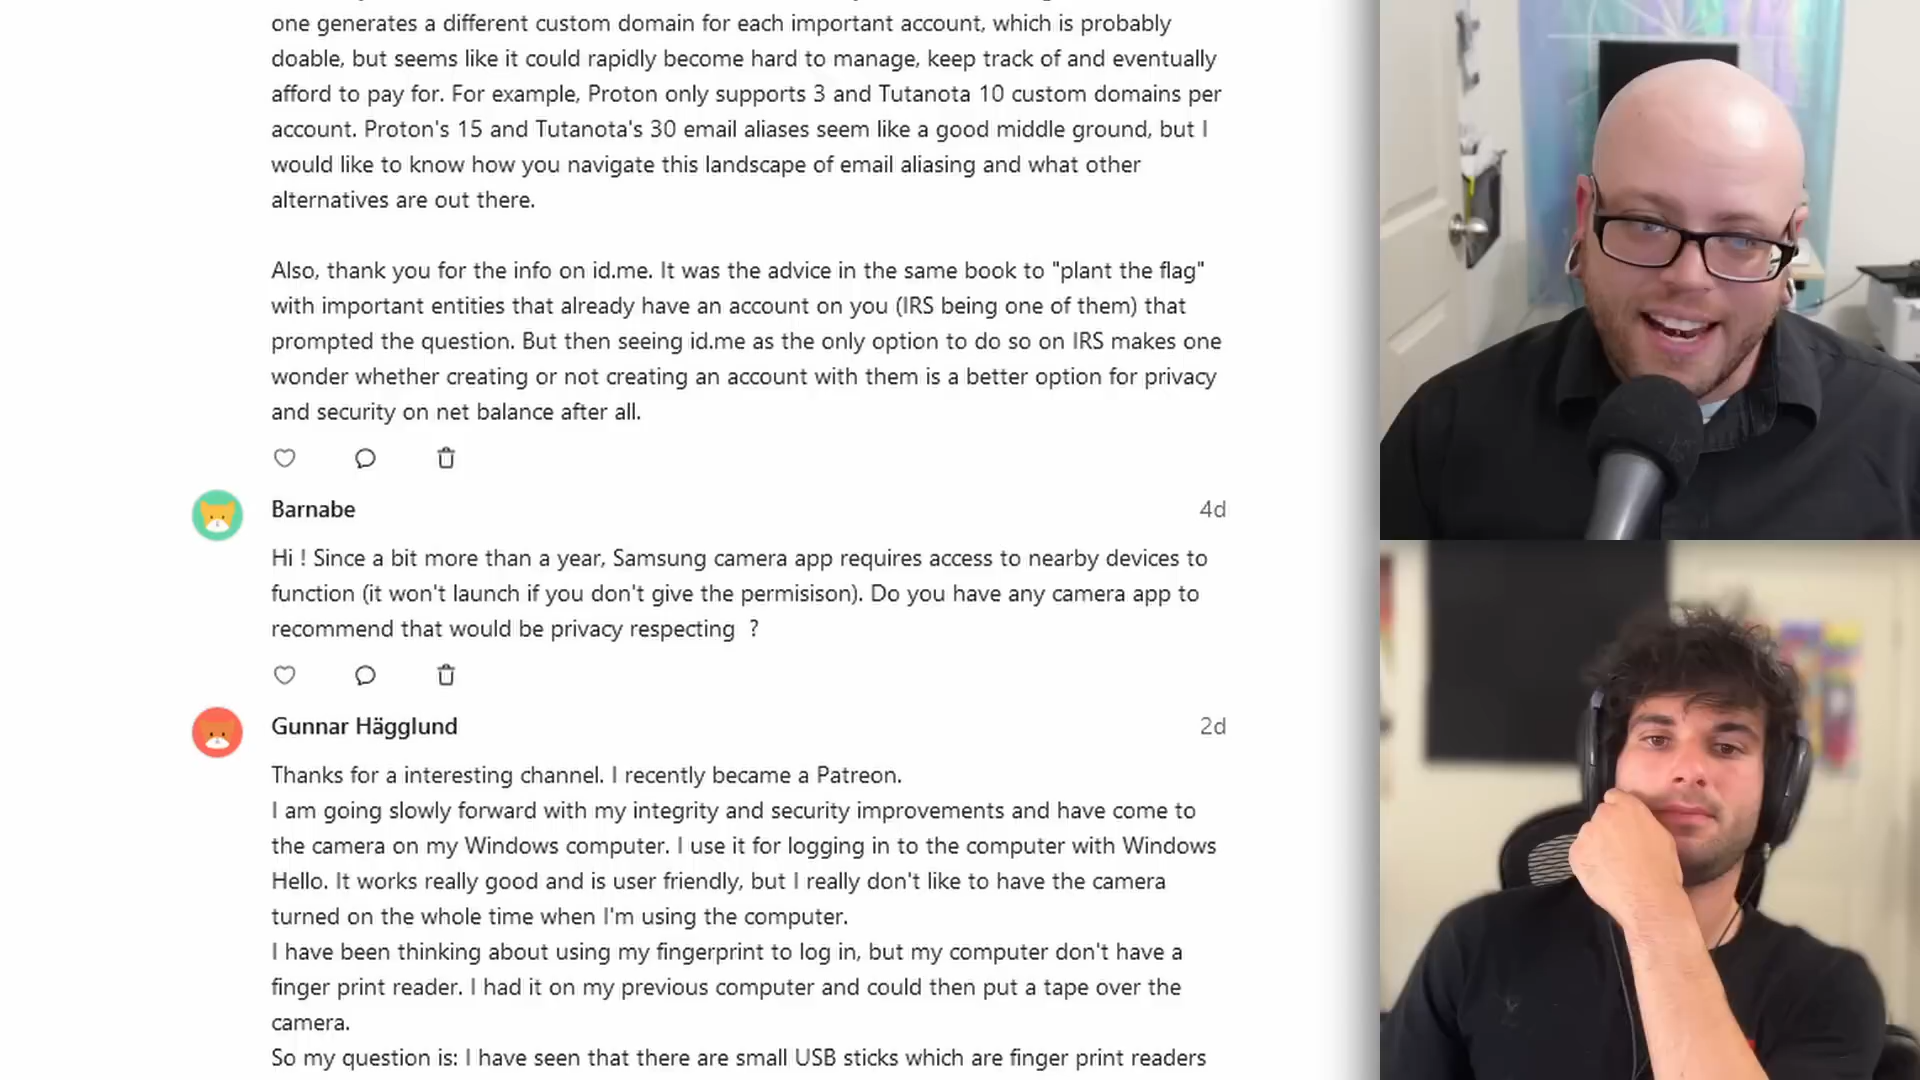 one generates a different custom domain for each important account, which is probably
doable, but seems like it could rapidly become hard to manage, keep track of and eventually
afford to pay for. For example, Proton only supports 3 and Tutanota 10 custom domains per
account. Proton's 15 and Tutanota's 30 email aliases seem like a good middle ground, but I
would like to know how you navigate this landscape of email aliasing and what other
alternatives are out there.
Also, thank you for the info on id.me. It was the advice in the same book to "plant the flag"
with important entities that already have an account on you (IRS being one of them) that
prompted the question. But then seeing id.me as the only option to do so on IRS makes one
wonder whether creating or not creating an account with them is a better option for privacy
and security on net balance after all.
Barnabe
4d
Hi ! Since a bit more than a year, Samsung camera app requires access to nearby devices to
function (it won't launch if you don't give the permisison). Do you have any camera app to
recommend that would be privacy respecting ?
Gunnar Hägglund
2d
Thanks for a interesting channel. I recently became a Patreon.
I am going slowly forward with my integrity and security improvements and have come to
the camera on my Windows computer. I use it for logging in to the computer with Windows
Hello. It works really good and is user friendly, but I really don't like to have the camera
turned on the whole time when I'm using the computer.
I have been thinking about using my fingerprint to log in, but my computer don't have a
finger print reader. I had it on my previous computer and could then put a tape over the
camera.
So my question is: I have seen that there are small USB sticks which are finger print readers